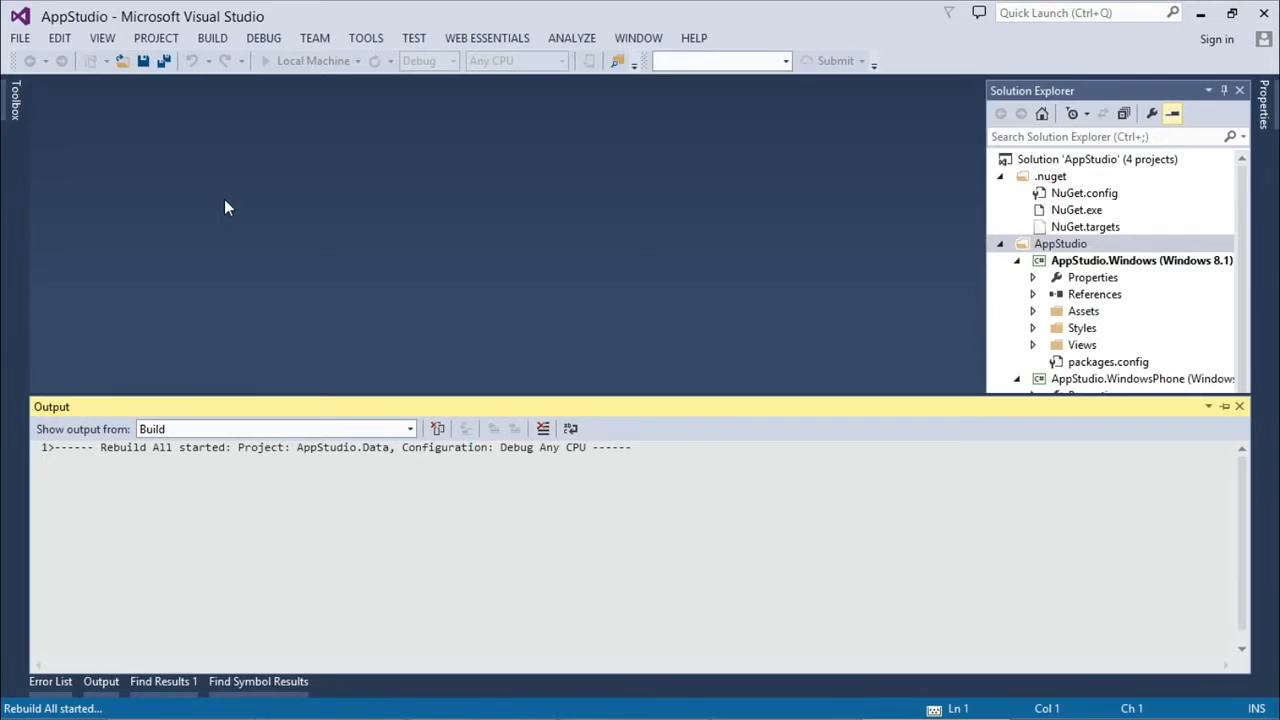 AppStudio - Microsoft Visual Studio
Quick Launch (Ctrl+Q)
FILE EDIT VIEW PROJECT BUILD DEBUG TEAM TOOLS TEST WEB ESSENTIALS ANALYZE WINDOW HELP
Sign in
Local Machine Debug Any CPU Submit
Toolbox
Solution Explorer
Properties
Search Solution Explorer (Ctrl+;)
Solution 'AppStudio' (4 projects)
.nuget
NuGet.config
NuGet.exe
NuGet.targets
AppStudio
AppStudio.Windows (Windows 8.1)
Properties
References
Assets
Styles
Views
packages.config
AppStudio.WindowsPhone (Windows
Output
Show output from: Build
1>------ Rebuild All started: Project: AppStudio.Data, Configuration: Debug Any CPU ------
Error List Output Find Results 1 Find Symbol Results
Rebuild All started... Ln 1 Col 1 Ch 1 INS